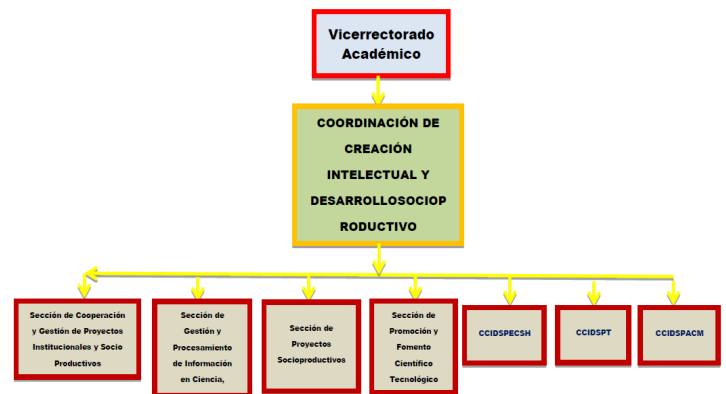 Vicerrectorado
Académico
COORDINACIÓN DE
CREACIÓN
INTELECTUAL Y
DESARROLLOSOCIOP
RODUCTIVO
Sección de Cooperación
y Gestión de Proyectos
Institucionales y Socio
Productivos
Sección de
Gestión y
Procesamiento
de Información
en Ciencia,
Sección de
Proyectos
Socioproductivos
Sección de
Promoción y
Fomento
Científico
Tecnológico
CCIDSPECSH
CCIDSPT
CCIDSPACM